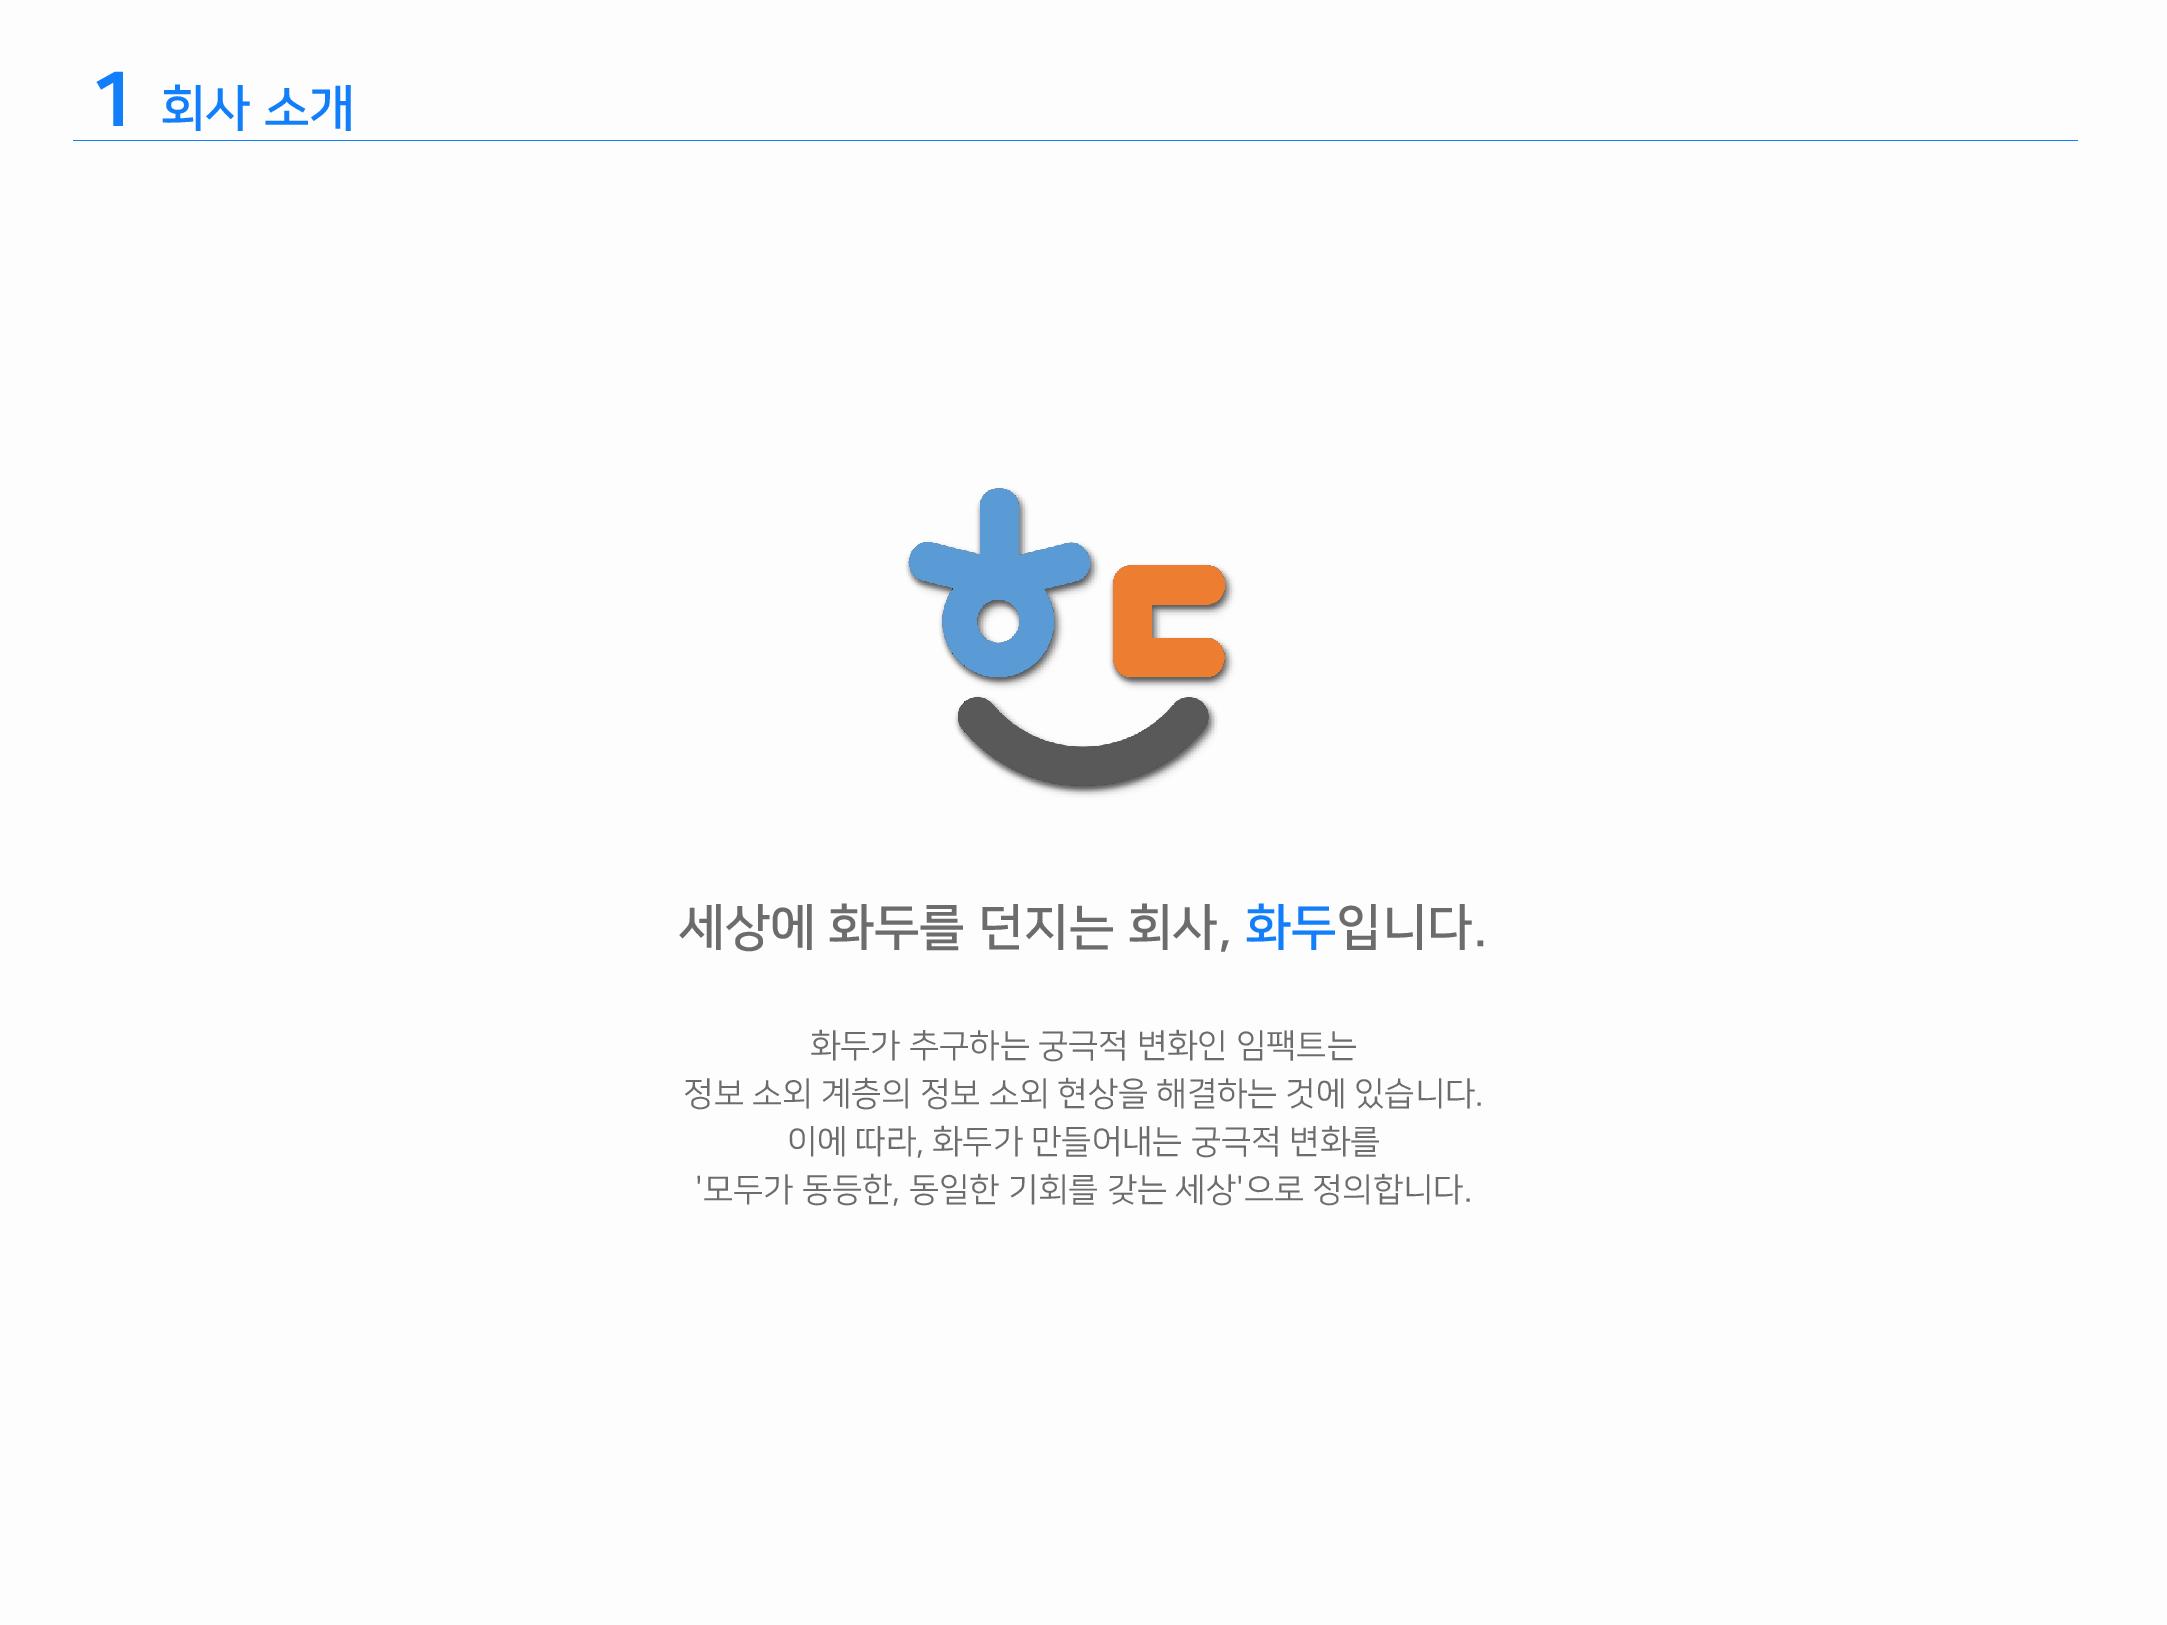 1 회사 소개
ㅎㄷ
세상에 화두를 던지는 회사, 화두입니다.
화두가 추구하는 궁극적 변화인 임팩트는
정보 소외 계층의 정보 소외 현상을 해결하는 것에 있습니다.
이에 따라, 화두가 만들어내는 궁극적 변화를
'모두가 동등한, 동일한 기회를 갖는 세상'으로 정의합니다.